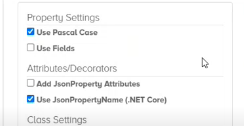 Property Settings
Use Pascal Case
Use Fields
Attributes/Decorators
Add JsonProperty Attributes
Use JsonPropertyName (.NET Core)
Class Settings